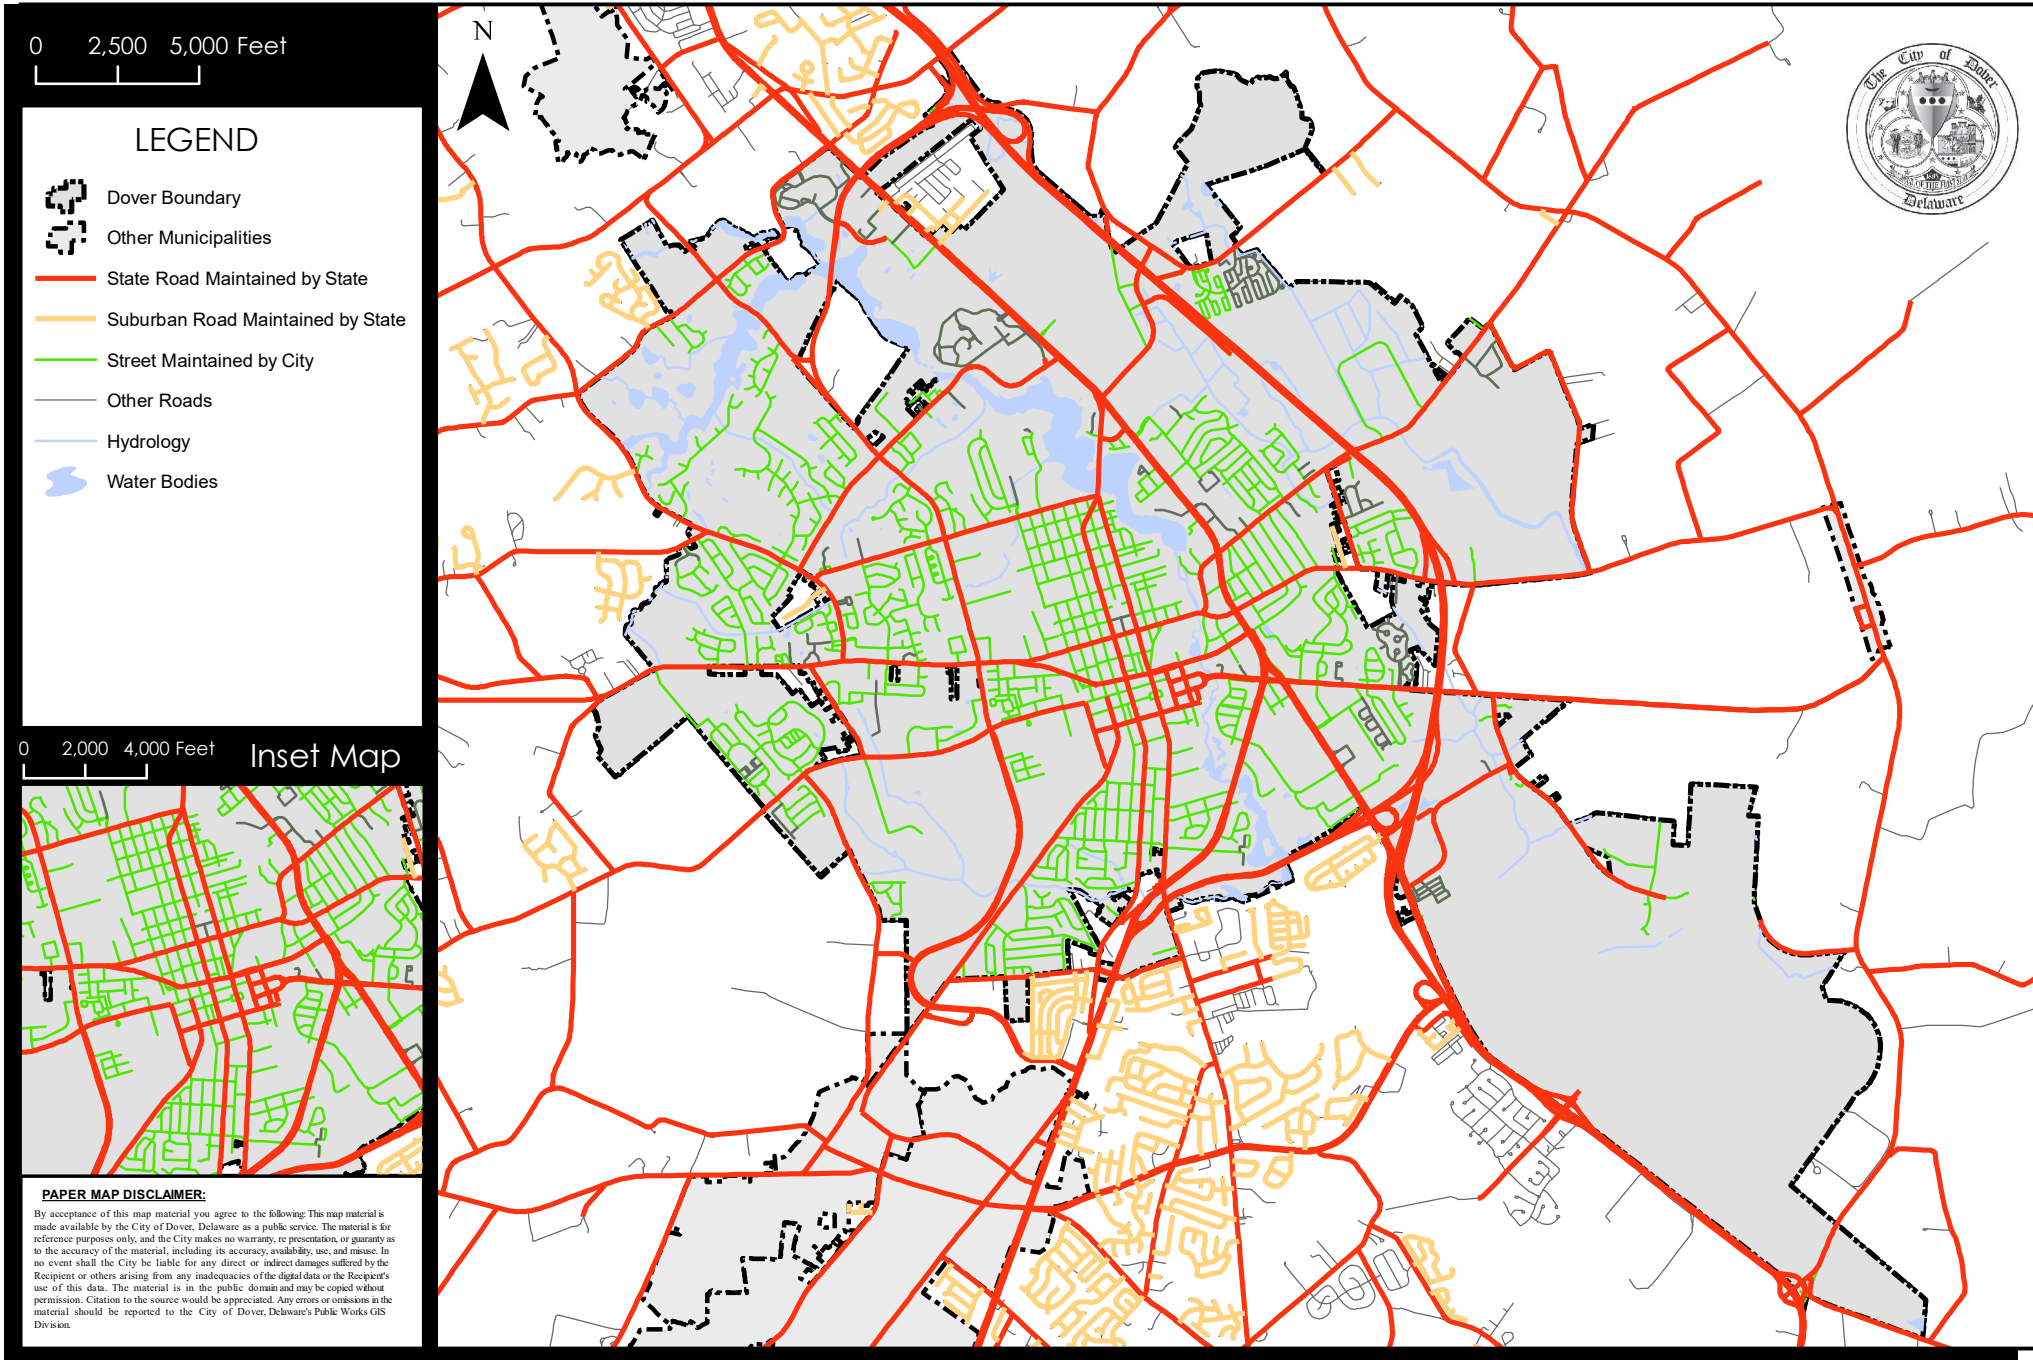 0 2,500 5,000 Feet
N
The City of Dover
1829
Delaware
LEGEND
Dover Boundary
Other Municipalities
State Road Maintained by State
Suburban Road Maintained by State
Street Maintained by City
Other Roads
Hydrology
Water Bodies
0 2,000 4,000 Feet
Inset Map
PAPER MAP DISCLAIMER:
By acceptance of this map material you agree to the following: This map material is
made available by the City of Dover, Delaware as a public service. The material is for
reference purposes only, and the City makes no warranty, re presentation, or guaranty as
to the accuracy of the material, including its accuracy, availability, use, and misuse. In
no event shall the City be liable for any direct or indirect damages suffered by the
Recipient or others arising from any inadequacies of the digital data or the Recipient's
use of this data. The material is in the public domain and may be copied without
permission. Citation to the source would be appreciated. Any errors or omissions in the
material should be reported to the City of Dover, Delaware's Public Works GIS
Division.